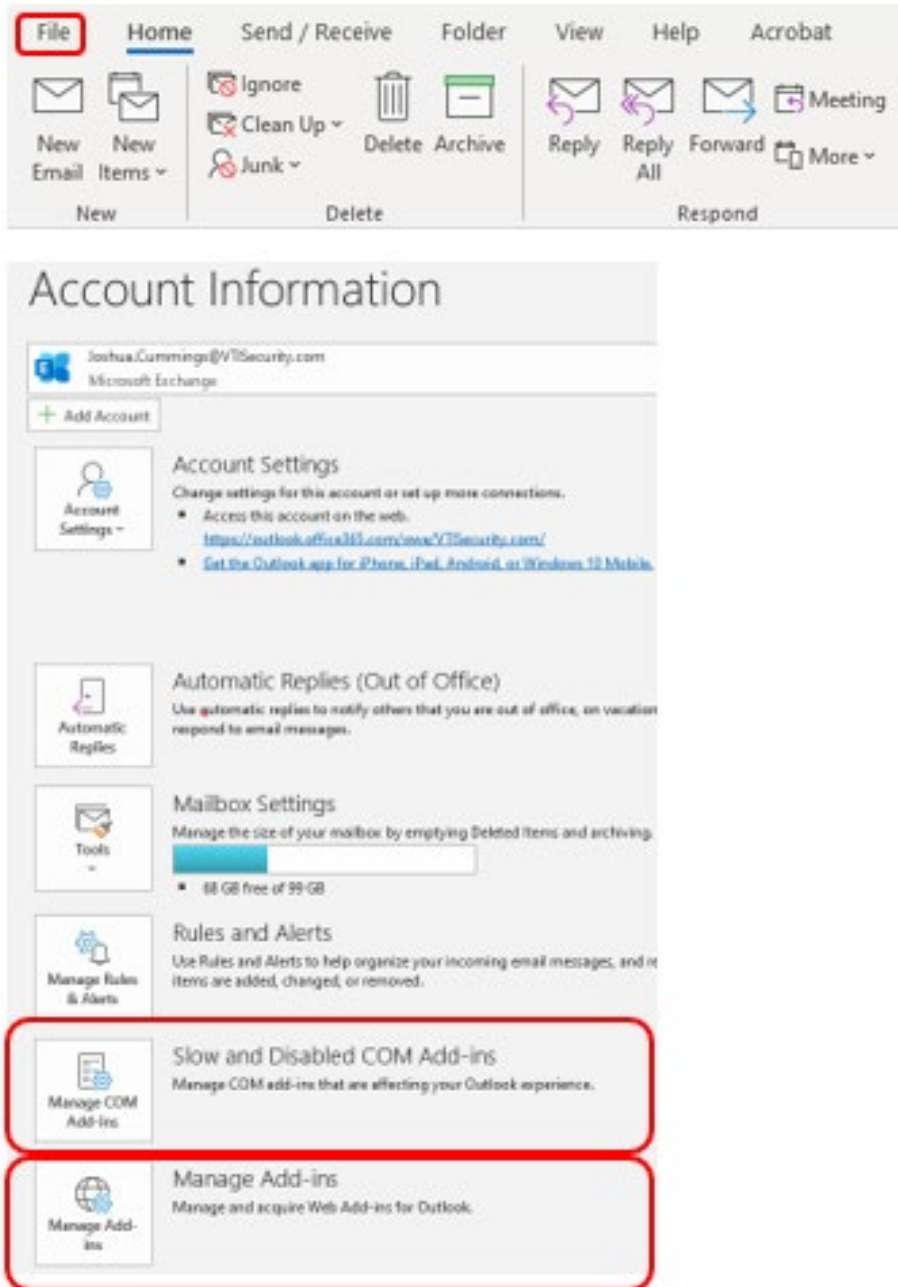 File Home Send / Receive Folder View Help Acrobat
New Email
New Items
Ignore
Clean Up
Junk
Delete
Archive
Reply
Reply All
Forward
Meeting
More
New Delete Respond
Account Information
Joshua.Cummings@VTISecurity.com
Microsoft Exchange
Add Account
Account Settings
Account Settings
Change settings for this account or set up more connections.
Access this account on the web.
https://outlook.office365.com/owa/VTISecurity.com/
Get the Outlook app for iPhone, iPad, Android, or Windows 10 Mobile.
Automatic Replies
Automatic Replies (Out of Office)
Use automatic replies to notify others that you are out of office, on vacation
respond to email messages.
Tools
Mailbox Settings
Manage the size of your mailbox by emptying Deleted Items and archiving.
68 GB free of 99 GB
Manage Rules & Alerts
Rules and Alerts
Use Rules and Alerts to help organize your incoming email messages, and re
items are added, changed, or removed.
Manage COM Add-ins
Slow and Disabled COM Add-ins
Manage COM add-ins that are affecting your Outlook experience.
Manage Add-ins
Manage Add-ins
Manage and acquire Web Add-ins for Outlook.